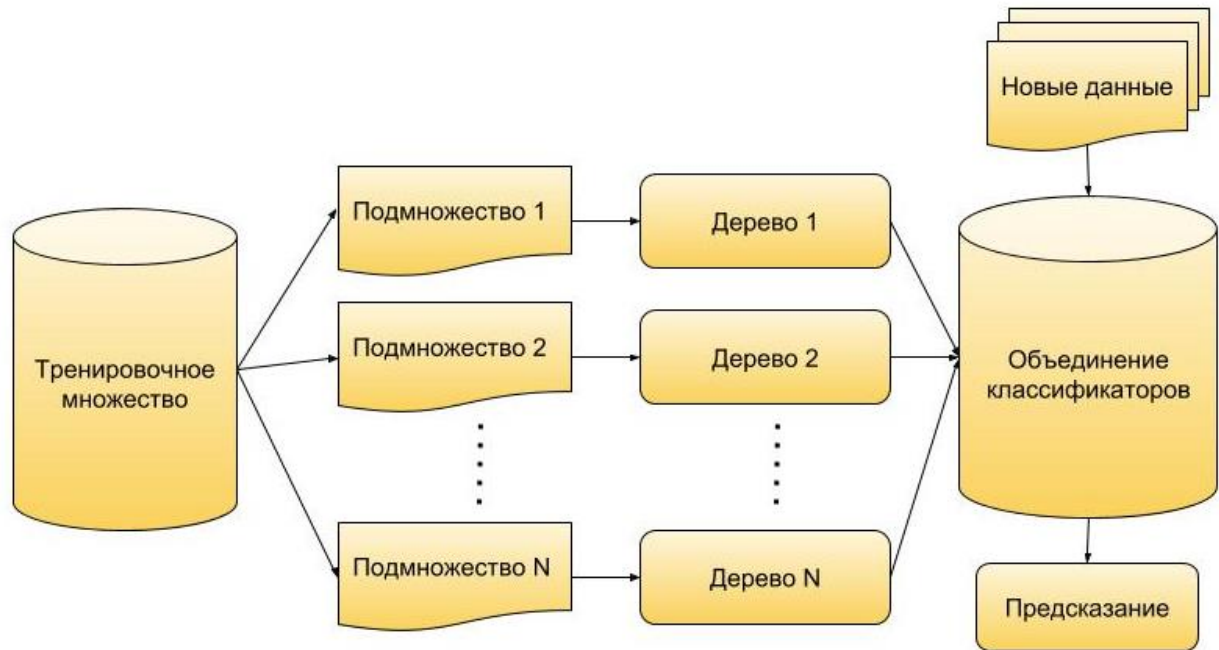 Новые данные
Подмножество 1
Дерево 1
Тренировочное
множество
Подмножество 2
Дерево 2
Объединение
классификаторов
Подмножество N
Дерево N
Предсказание